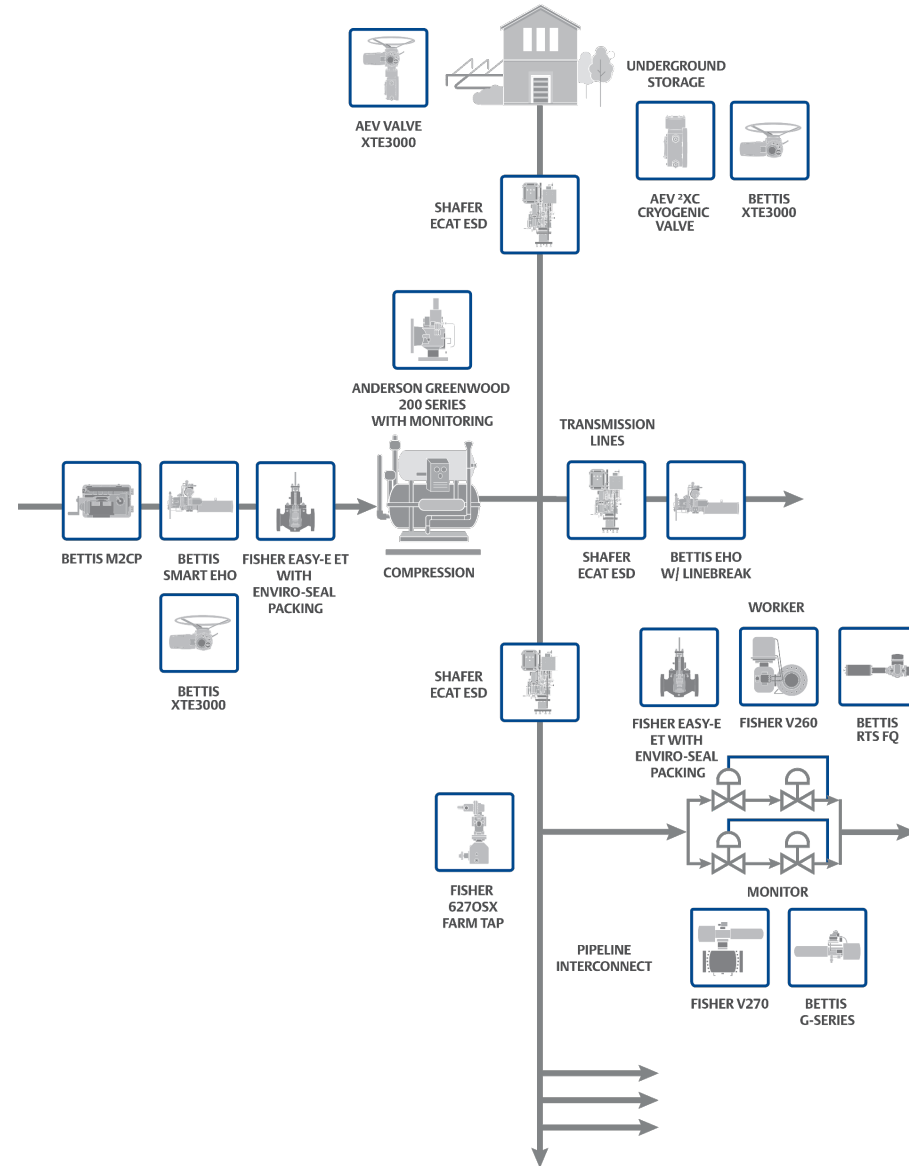 AEV VALVE
XTE3000
UNDERGROUND
STORAGE
AEV ²XC
CRYOGENIC
VALVE
BETTIS
XTE3000
SHAFER
ECAT ESD
ANDERSON GREENWOOD
200 SERIES
WITH MONITORING
TRANSMISSION
LINES
BETTIS M2CP
BETTIS
SMART EHO
FISHER EASY-E ET
WITH
ENVIRO-SEAL
PACKING
COMPRESSION
SHAFER
ECAT ESD
BETTIS EHO
W/ LINEBREAK
BETTIS
XTE3000
WORKER
SHAFER
ECAT ESD
FISHER EASY-E
ET WITH
ENVIRO-SEAL
PACKING
FISHER V260
BETTIS
RTS FQ
FISHER
627OSX
FARM TAP
MONITOR
PIPELINE
INTERCONNECT
FISHER V270
BETTIS
G-SERIES